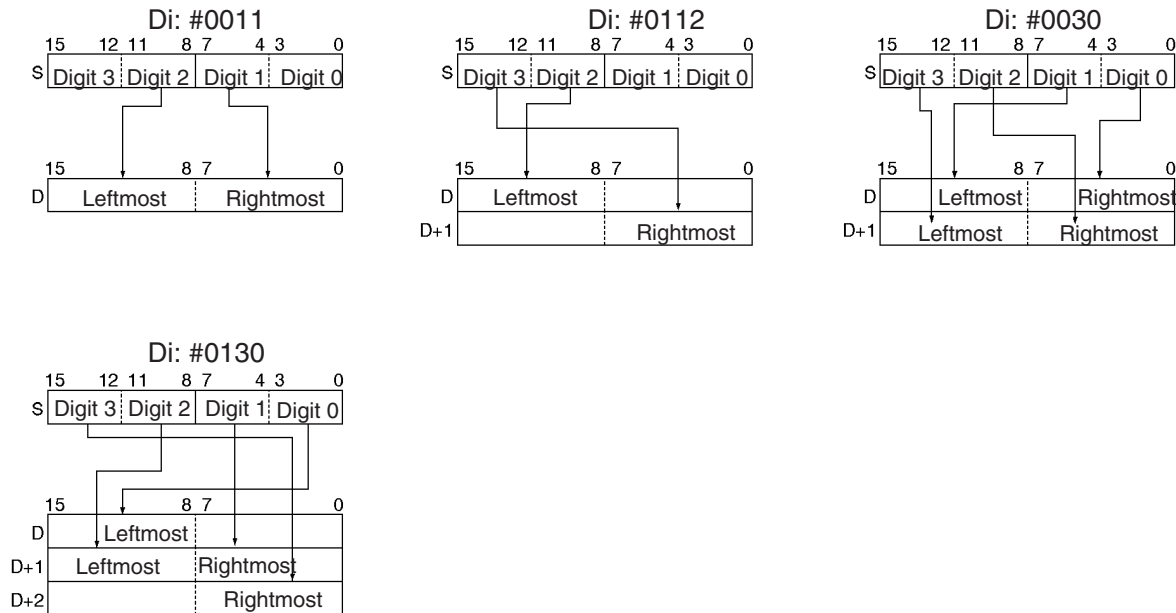 Di: #0011
15 12 11 8 7 4 3 0
S Digit 3 Digit 2 Digit 1 Digit 0
15 8 7 0
D Leftmost Rightmost
Di: #0112
15 12 11 8 7 4 3 0
S Digit 3 Digit 2 Digit 1 Digit 0
15 8 7 0
D Leftmost
D+1 Rightmost
Di: #0030
15 12 11 8 7 4 3 0
S Digit 3 Digit 2 Digit 1 Digit 0
15 8 7 0
D Leftmost Rightmost
D+1 Leftmost Rightmost
Di: #0130
15 12 11 8 7 4 3 0
S Digit 3 Digit 2 Digit 1 Digit 0
15 8 7 0
D Leftmost
D+1 Leftmost Rightmost
D+2 Rightmost